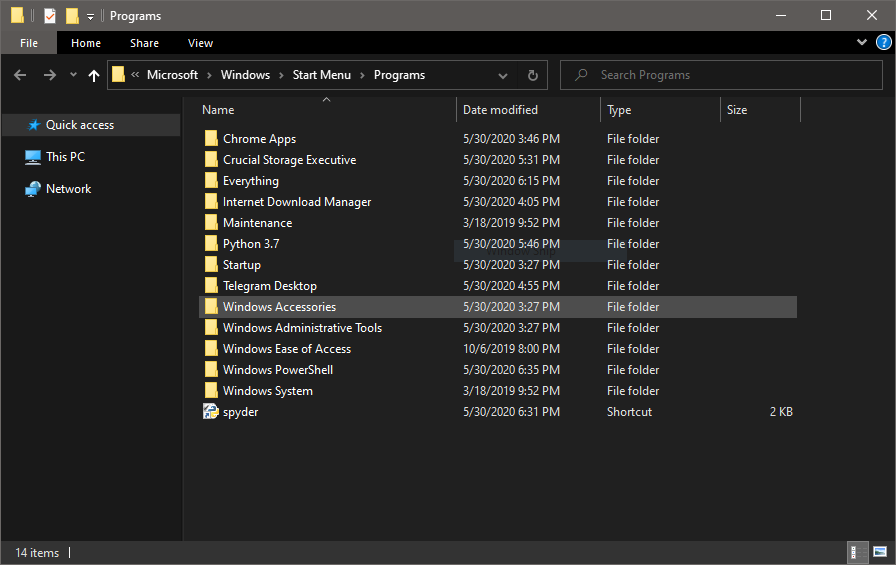 Programs
File Home Share View
?
« Microsoft > Windows > Start Menu > Programs Search Programs
Name Date modified Type Size
Quick access
This PC
Network
Chrome Apps 5/30/2020 3:46 PM File folder
Crucial Storage Executive 5/30/2020 5:31 PM File folder
Everything 5/30/2020 6:15 PM File folder
Internet Download Manager 5/30/2020 4:05 PM File folder
Maintenance 3/18/2019 9:52 PM File folder
Python 3.7 5/30/2020 5:46 PM File folder
Startup 5/30/2020 3:27 PM File folder
Telegram Desktop 5/30/2020 4:55 PM File folder
Windows Accessories 5/30/2020 3:27 PM File folder
Windows Administrative Tools 5/30/2020 3:27 PM File folder
Windows Ease of Access 10/6/2019 8:00 PM File folder
Windows PowerShell 5/30/2020 6:35 PM File folder
Windows System 3/18/2019 9:52 PM File folder
spyder 5/30/2020 6:31 PM Shortcut 2 KB
14 items